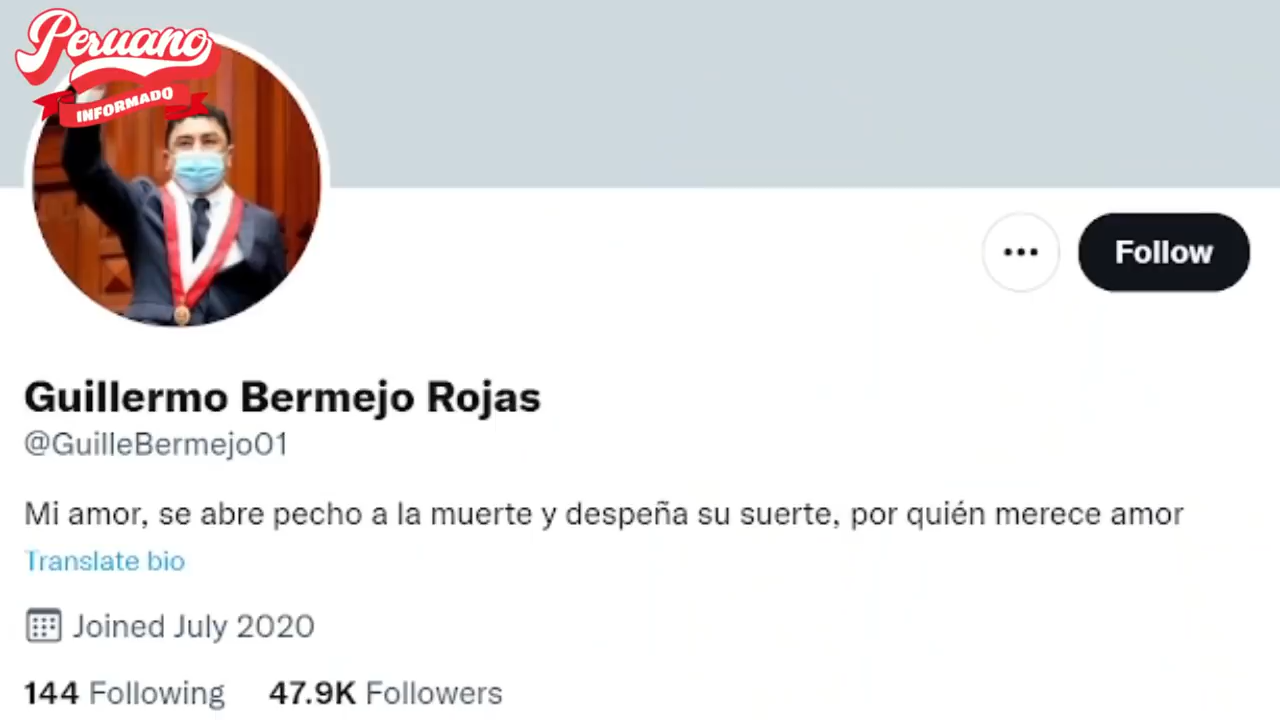 Peruano
INFORMADO
Follow
Guillermo Bermejo Rojas
@GuilleBermejo01
Mi amor, se abre pecho a la muerte y despeña su suerte, por quién merece amor
Translate bio
Joined July 2020
144 Following 47.9K Followers